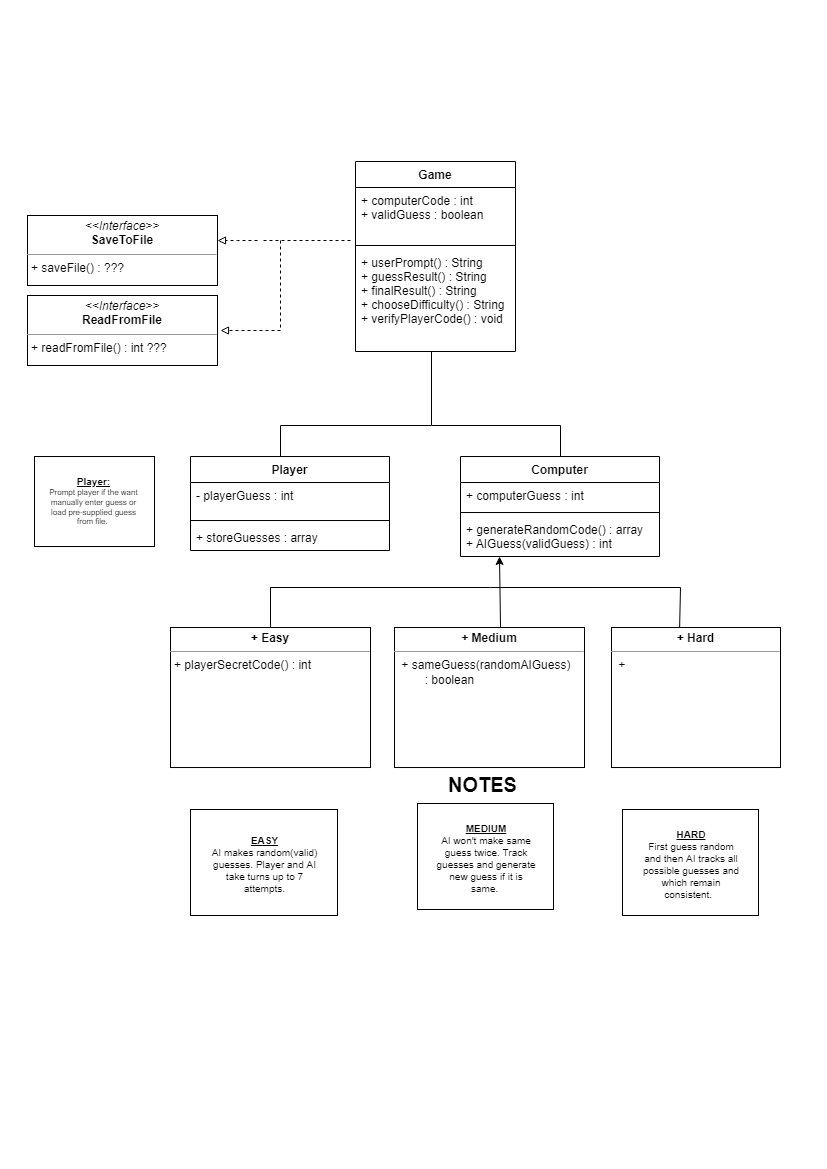 Game
+ computerCode : int
+ validGuess : boolean
+ userPrompt() : String
+ guessResult() : String
+ finalResult() : String
+ chooseDifficulty() : String
+ verifyPlayerCode() : void
<<Interface>>
SaveToFile
+ saveFile() : ???
<<Interface>>
ReadFromFile
+ readFromFile() : int ???
Player:
Prompt player if the want
manually enter guess or
load pre-supplied guess
from file.
Player
- playerGuess : int
+ storeGuesses : array
Computer
+ computerGuess : int
+ generateRandomCode() : array
+ AIGuess(validGuess) : int
+ Easy
+ playerSecretCode() : int
+ Medium
+ sameGuess(randomAIGuess)
: boolean
+ Hard
+
NOTES
EASY
AI makes random(valid)
guesses. Player and AI
take turns up to 7
attempts.
MEDIUM
AI won't make same
guess twice. Track
guesses and generate
new guess if it is
same.
HARD
First guess random
and then AI tracks all
possible guesses and
which remain
consistent.